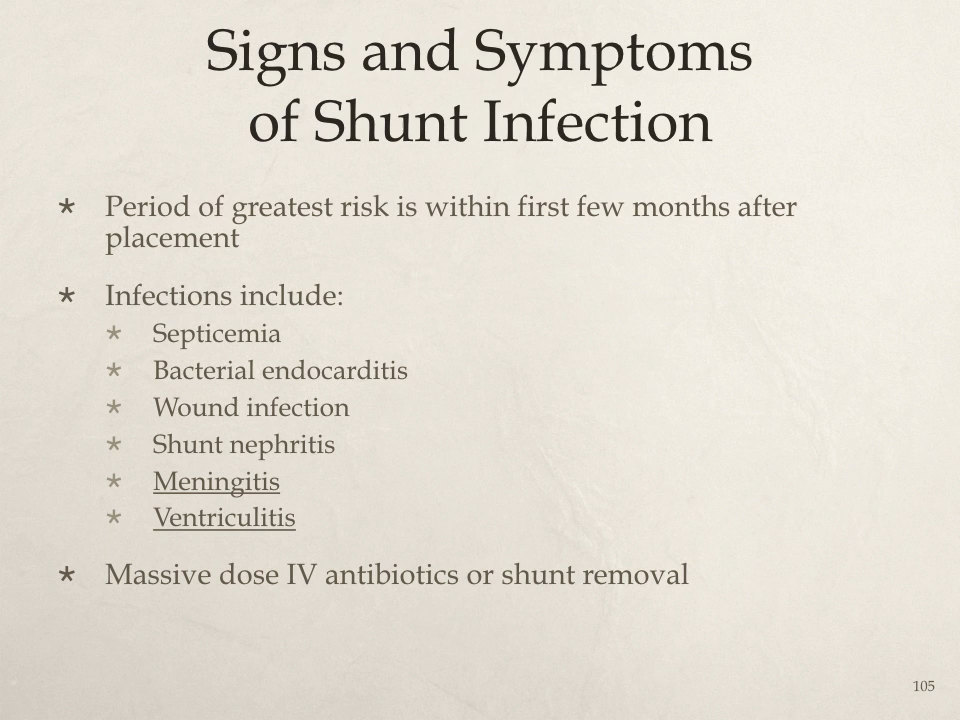 Signs and Symptoms
of Shunt Infection
* Period of greatest risk is within first few months after
placement
* Infections include:
* Septicemia
* Bacterial endocarditis
* Wound infection
* Shunt nephritis
* Meningitis
* Ventriculitis
* Massive dose IV antibiotics or shunt removal
105